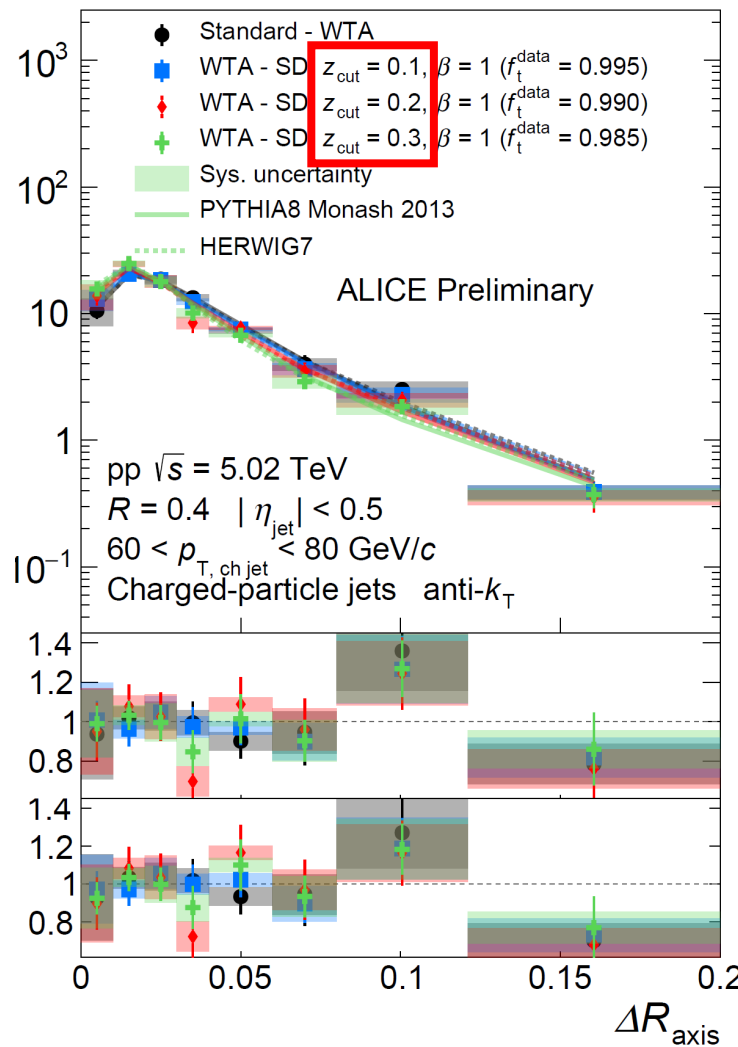 Standard - WTA
WTA - SD z_cut = 0.1, β = 1 (f_t^data = 0.995)
WTA - SD z_cut = 0.2, β = 1 (f_t^data = 0.990)
WTA - SD z_cut = 0.3, β = 1 (f_t^data = 0.985)
Sys. uncertainty
PYTHIA8 Monash 2013
HERWIG7
ALICE Preliminary
10³
10²
10
1
10⁻¹
pp √s = 5.02 TeV
R = 0.4 | η_jet | < 0.5
60 < p_T, ch jet < 80 GeV/c
Charged-particle jets anti-k_T
1.4
1.2
1
0.8
1.4
1.2
1
0.8
0 0.05 0.1 0.15 0.2
ΔR_axis